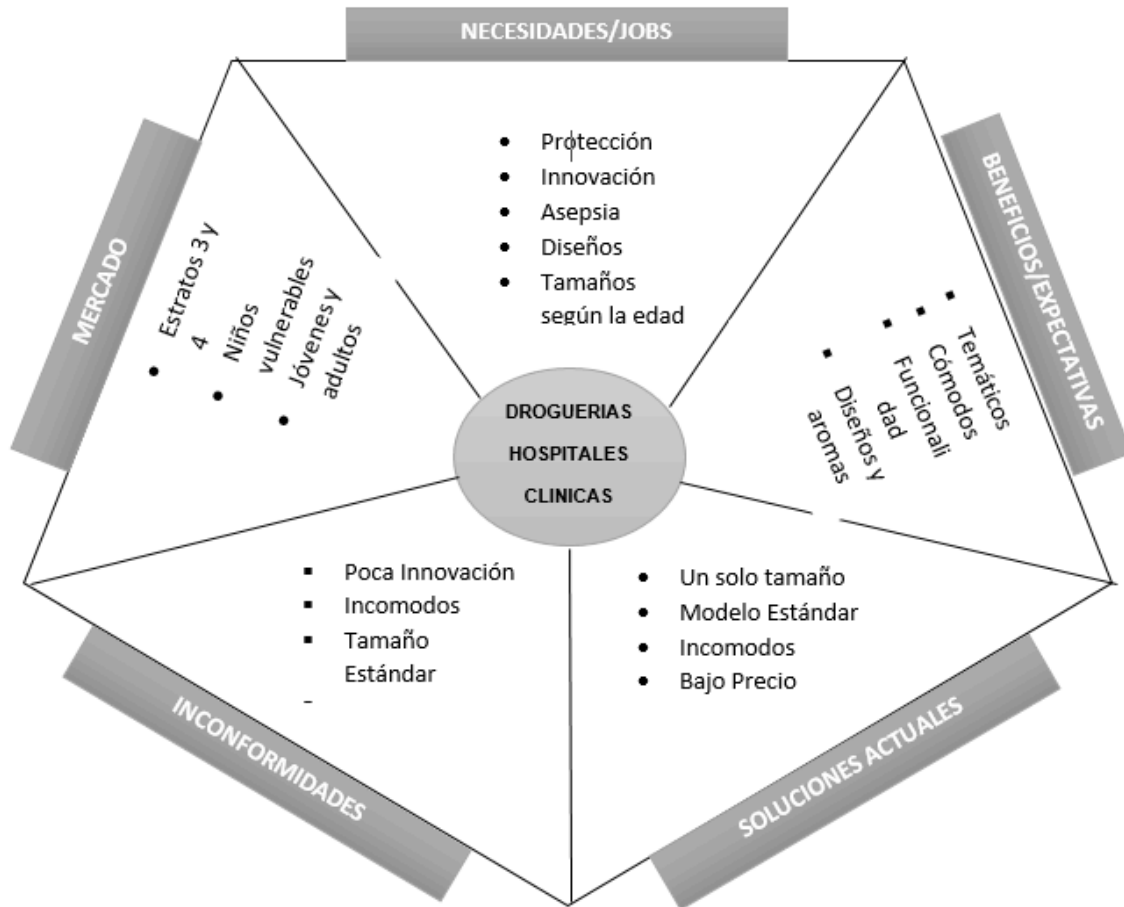 NECESIDADES/JOBS
• Protección
• Innovación
• Asepsia
• Diseños
• Tamaños
según la edad
MERCADO
• Estratos 3 y
4
• Niños
vulnerables
• Jóvenes y
adultos
BENEFICIOS/EXPECTATIVAS
▪ Temáticos
▪ Cómodos
▪ Funcionali
dad
▪ Diseños y
aromas
DROGUERIAS
HOSPITALES
CLINICAS
▪ Poca Innovación
▪ Incomodos
▪ Tamaño
Estándar
-
INCONFORMIDADES
• Un solo tamaño
• Modelo Estándar
• Incomodos
• Bajo Precio
SOLUCIONES ACTUALES